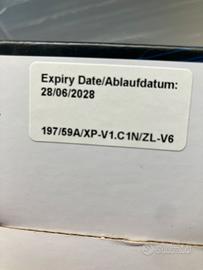 Expiry Date/Ablaufdatum:
28/06/2028
197/59A/XP-V1.C1N/ZL-V6